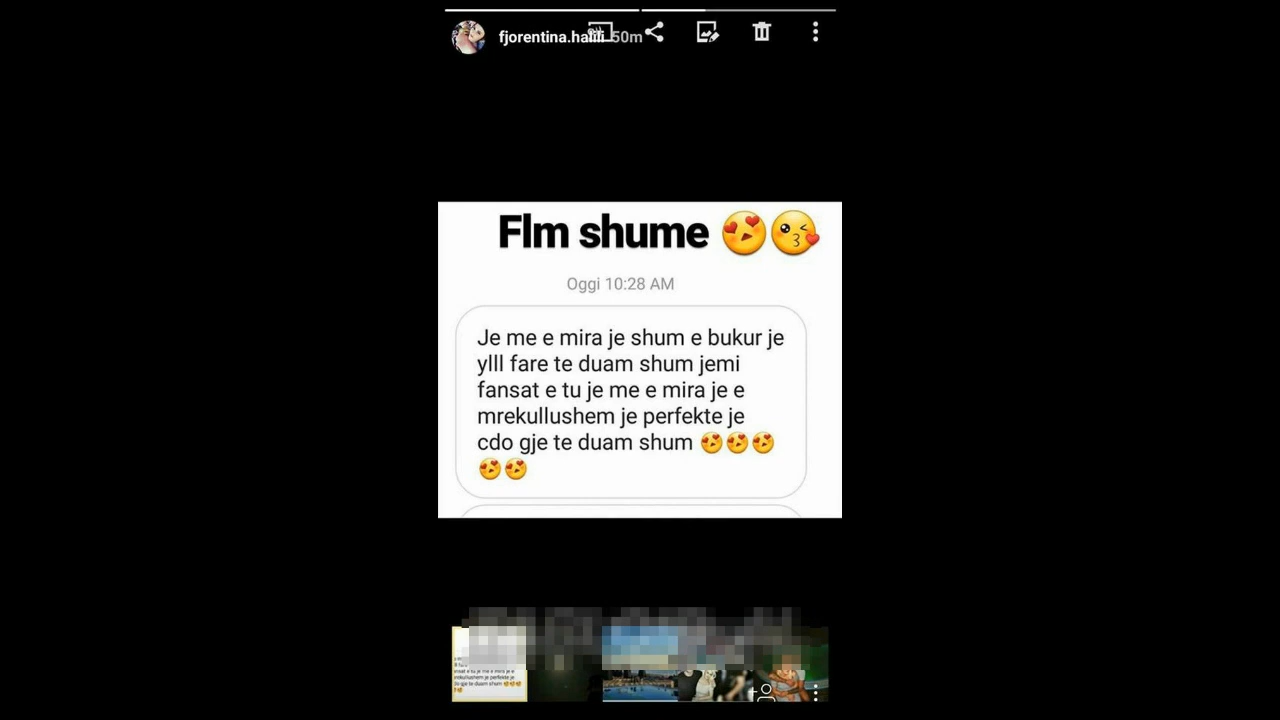 fjorentina.halili 50m
Flm shume 😍😘
Oggi 10:28 AM
Je me e mira je shum e bukur je
ylll fare te duam shum jemi
fansat e tu je me e mira je e
mrekullushem je perfekte je
cdo gje te duam shum 😍😍😍
😍😍